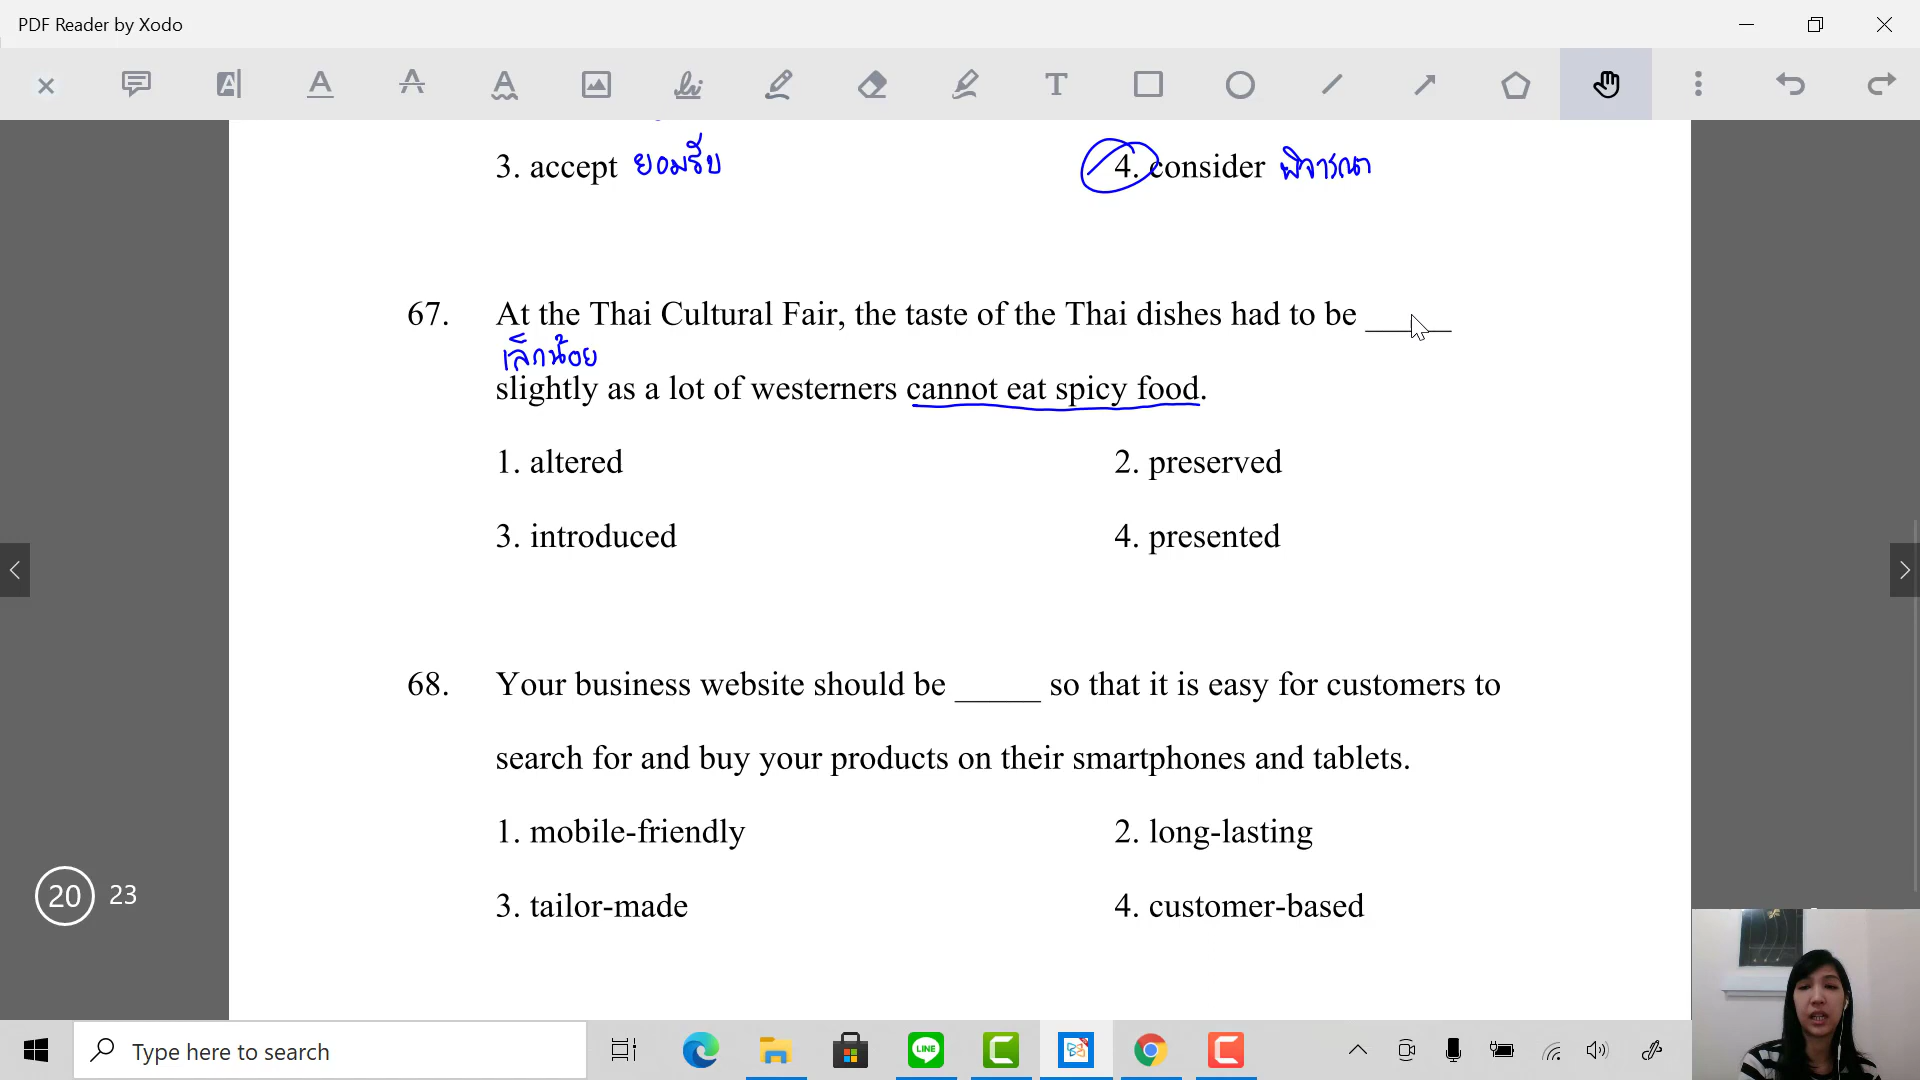 PDF Reader by Xodo
3. accept ยอมรับ
4. consider พิจารณา
67. At the Thai Cultural Fair, the taste of the Thai dishes had to be _____
เล็กน้อย
slightly as a lot of westerners cannot eat spicy food.
1. altered
2. preserved
3. introduced
4. presented
68. Your business website should be _____ so that it is easy for customers to
search for and buy your products on their smartphones and tablets.
1. mobile-friendly
2. long-lasting
20 23
3. tailor-made
4. customer-based
Type here to search
LINE